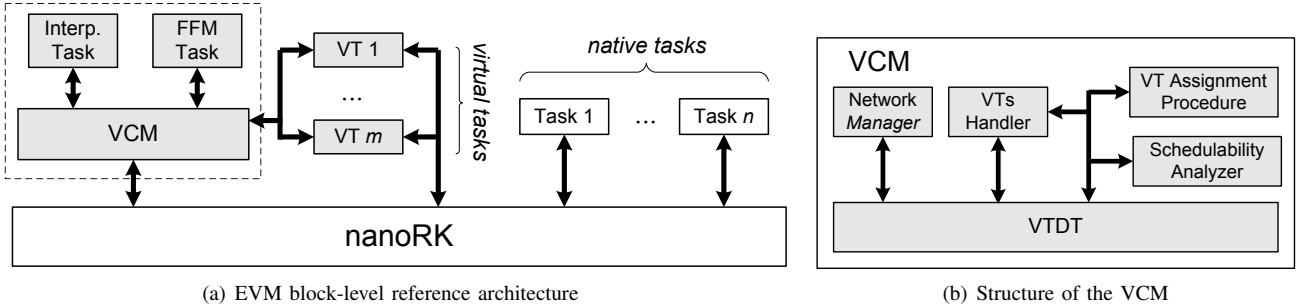 Interp.
Task
FFM
Task
VCM
VT 1
...
VT m
virtual tasks
native tasks
Task 1
...
Task n
nanoRK
(a) EVM block-level reference architecture
VCM
Network
Manager
VTs
Handler
VT Assignment
Procedure
Schedulability
Analyzer
VTDT
(b) Structure of the VCM